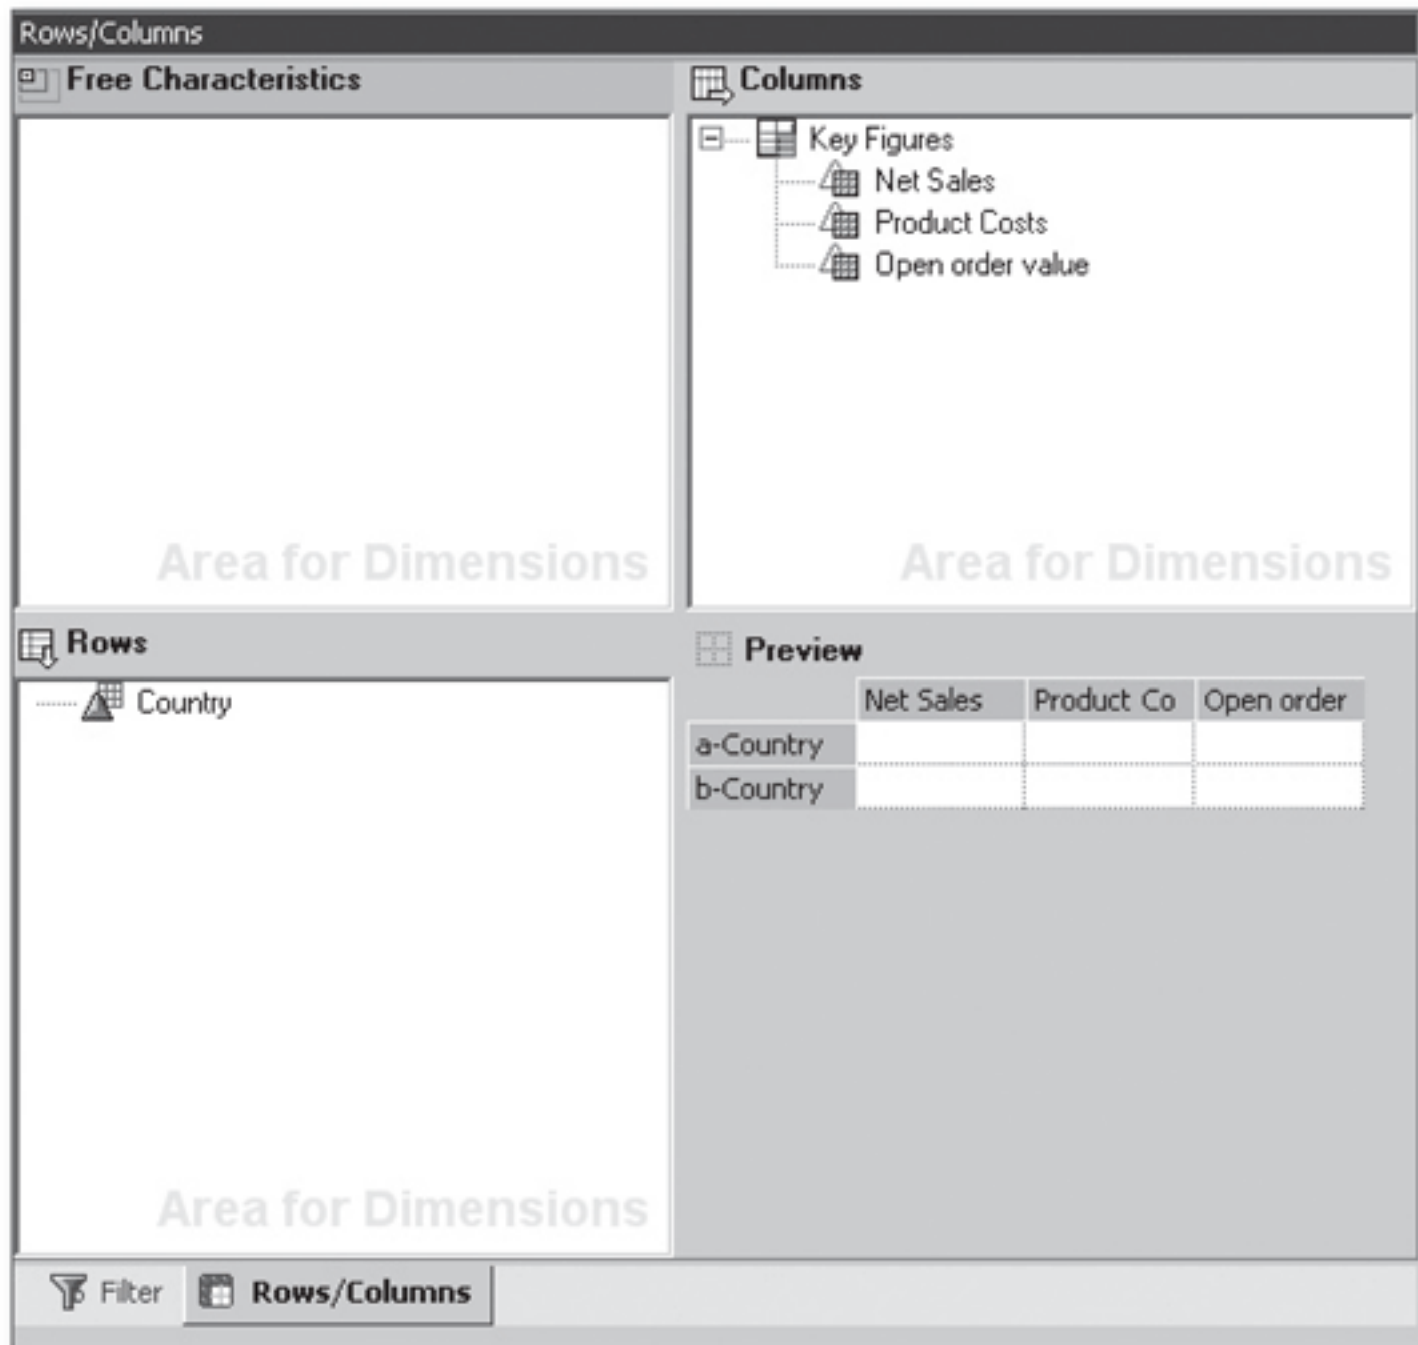 Rows/Columns
Free Characteristics
Area for Dimensions
Columns
Key Figures
Net Sales
Product Costs
Open order value
Area for Dimensions
Rows
Country
Area for Dimensions
Preview
Net Sales Product Co Open order
a-Country
b-Country
Filter Rows/Columns